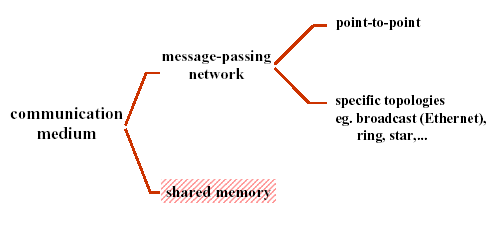 point-to-point
message-passing
network
specific topologies
eg. broadcast (Ethernet),
ring, star,...
communication
medium
shared memory